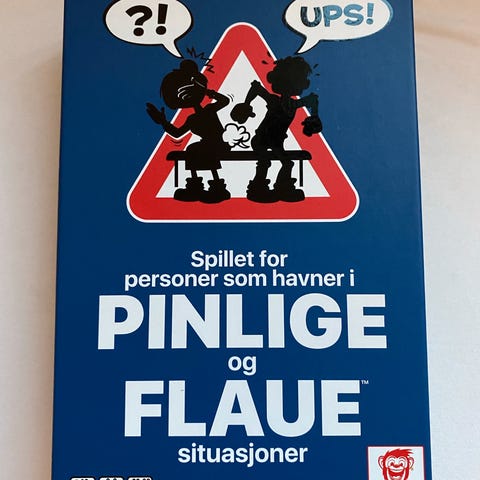 ?! UPS!
Spillet for
personer som havner i
PINLIGE
og
FLAUE™
situasjoner